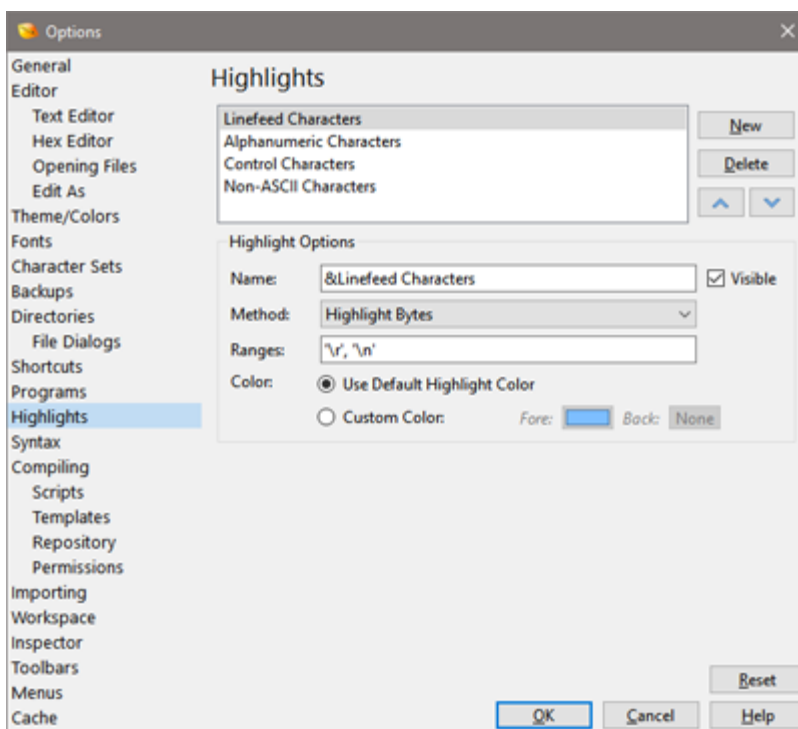 Options
General
Editor
Text Editor
Hex Editor
Opening Files
Edit As
Theme/Colors
Fonts
Character Sets
Backups
Directories
File Dialogs
Shortcuts
Programs
Highlights
Syntax
Compiling
Scripts
Templates
Repository
Permissions
Importing
Workspace
Inspector
Toolbars
Menus
Cache
Highlights
Linefeed Characters
Alphanumeric Characters
Control Characters
Non-ASCII Characters
New
Delete
Highlight Options
Name: &Linefeed Characters Visible
Method: Highlight Bytes
Ranges: '\r', '\n'
Color: Use Default Highlight Color
Custom Color: Fore: Back: None
Reset
OK Cancel Help